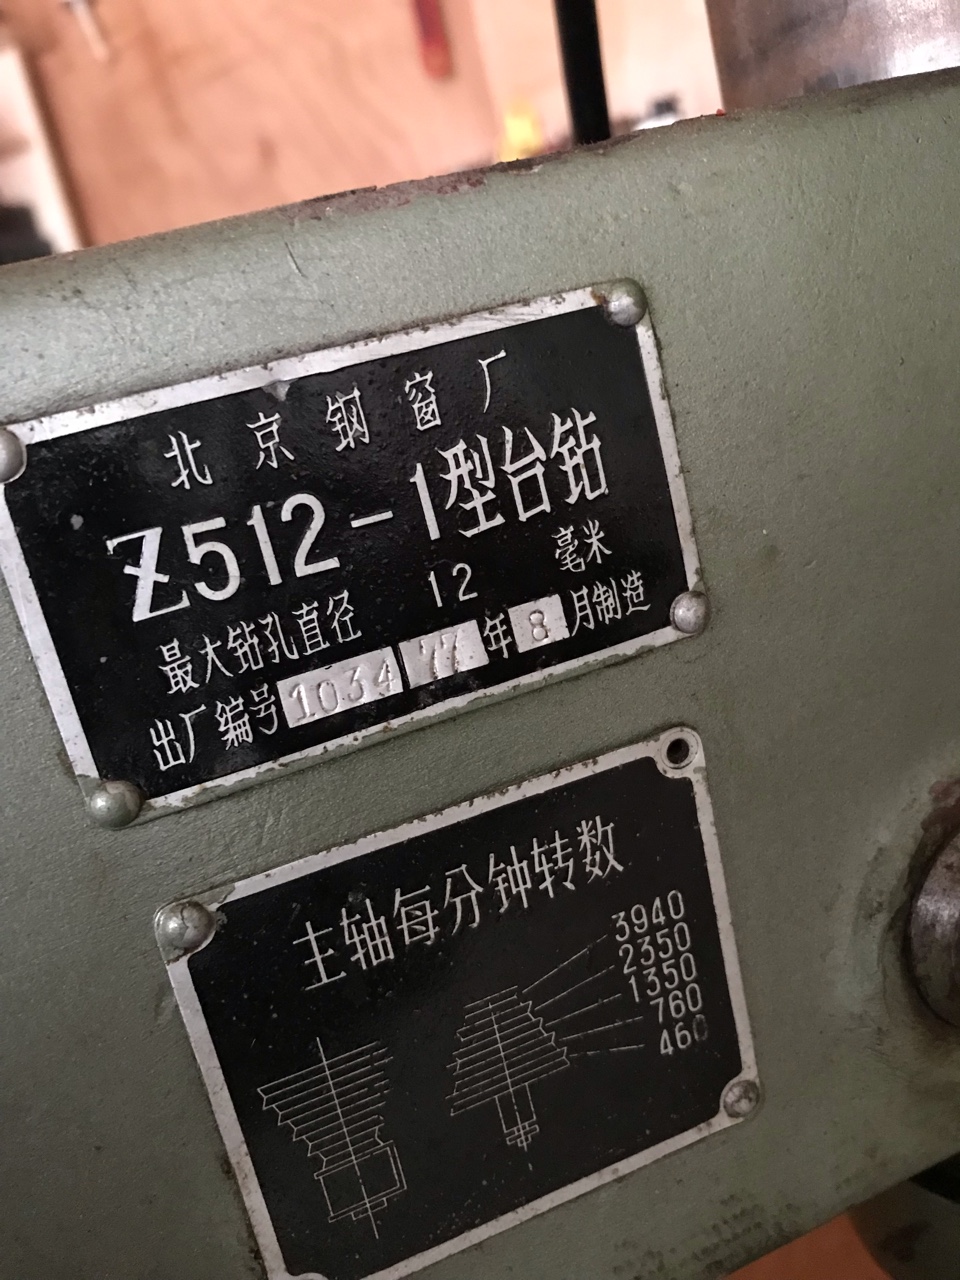 北京钢窗厂
Z512-1型台钻
最大钻孔直径 12 毫米
出厂编号 1034 77 年 8 月制造
主轴每分钟转数
3940
2350
1350
760
460